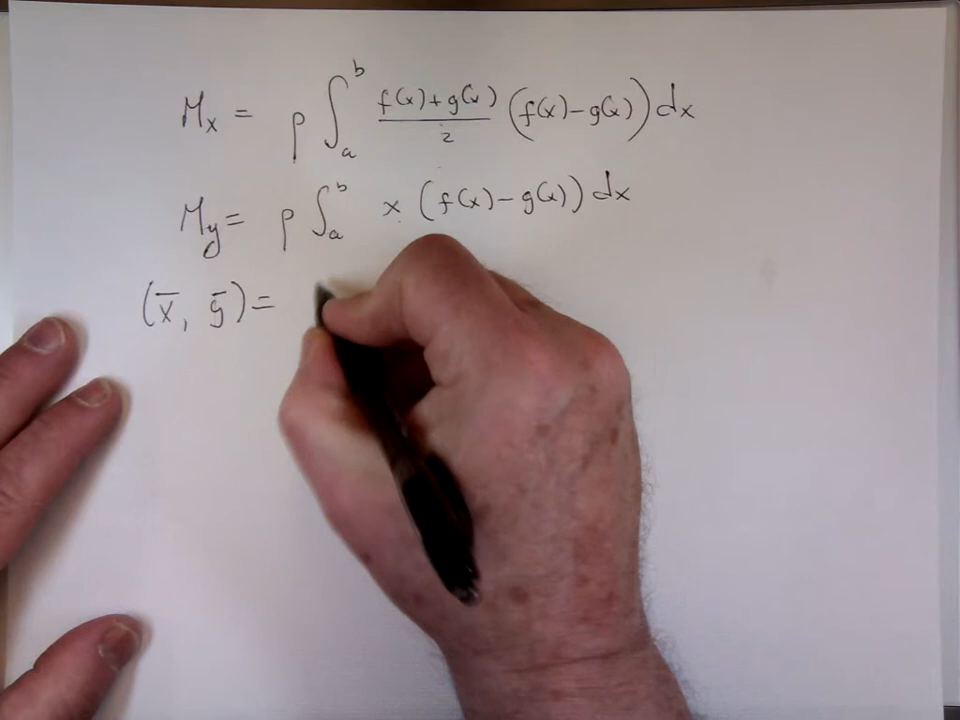 M_x = ρ ∫_a^b (f(x)+g(x))/2 (f(x)-g(x)) dx
M_y = ρ ∫_a^b x (f(x)-g(x)) dx
(x̄, ȳ) =